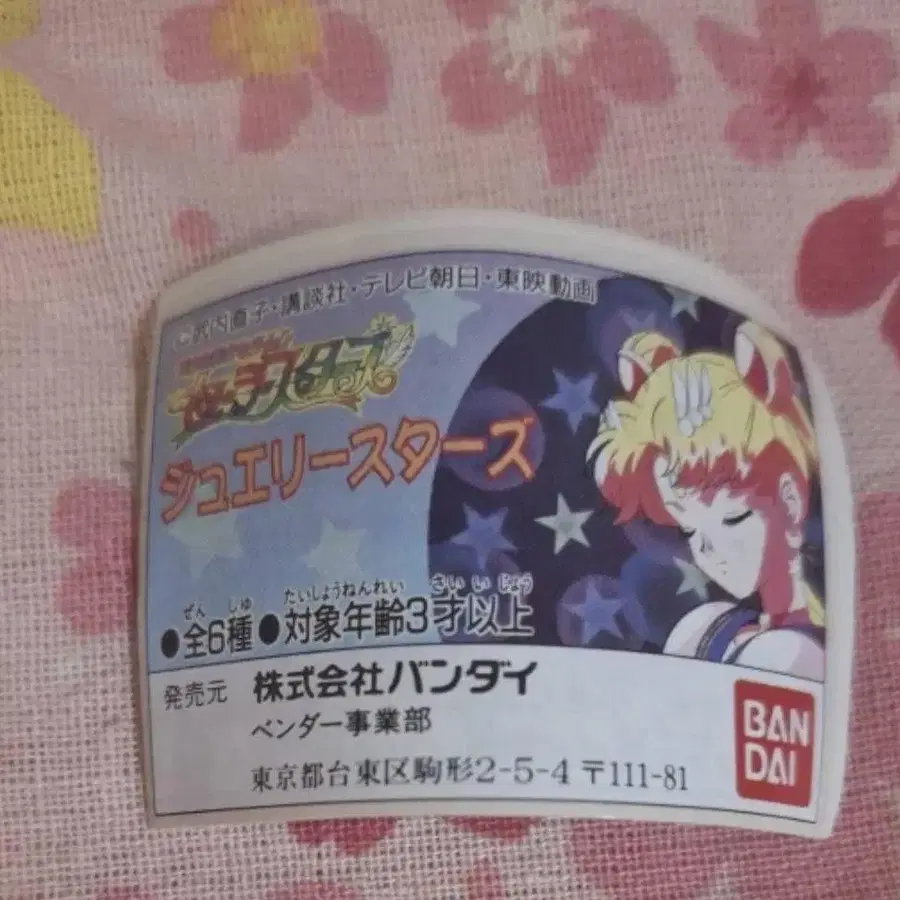 ©武内直子・講談社・テレビ朝日・東映動画
セーラースターズ
ジュエリースターズ
ぜん しゅ たいしょうねんれい さい い じょう
●全6種 ●対象年齢3才以上
発売元 株式会社バンダイ
ベンダー事業部
東京都台東区駒形2-5-4 〒111-81
BAN
DAI